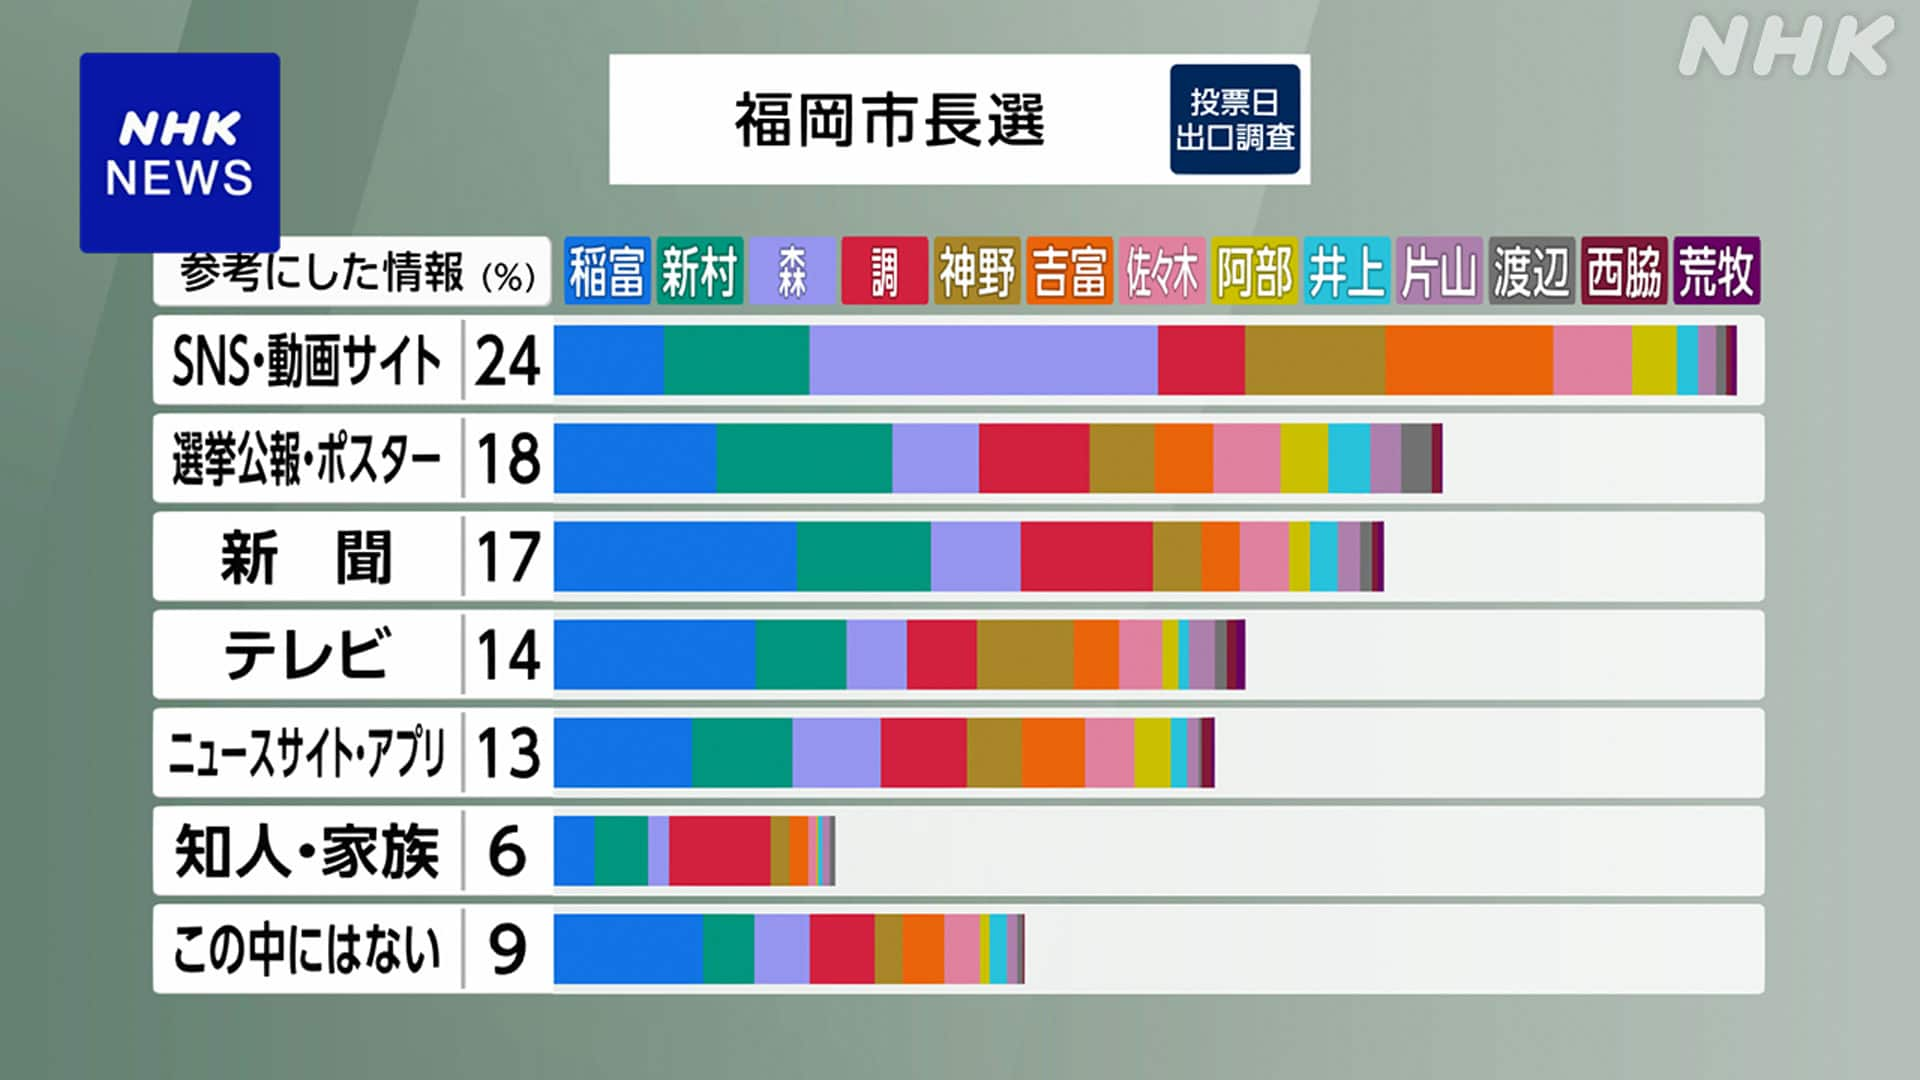 NHK
NHK
NEWS
福岡市長選
投票日
出口調査
参考にした情報 (%) 稲富 新村 森 調 神野 吉富 佐々木 阿部 井上 片山 渡辺 西脇 荒牧
SNS・動画サイト 24
選挙公報・ポスター 18
新 聞 17
テレビ 14
ニュースサイト・アプリ 13
知人・家族 6
この中にはない 9